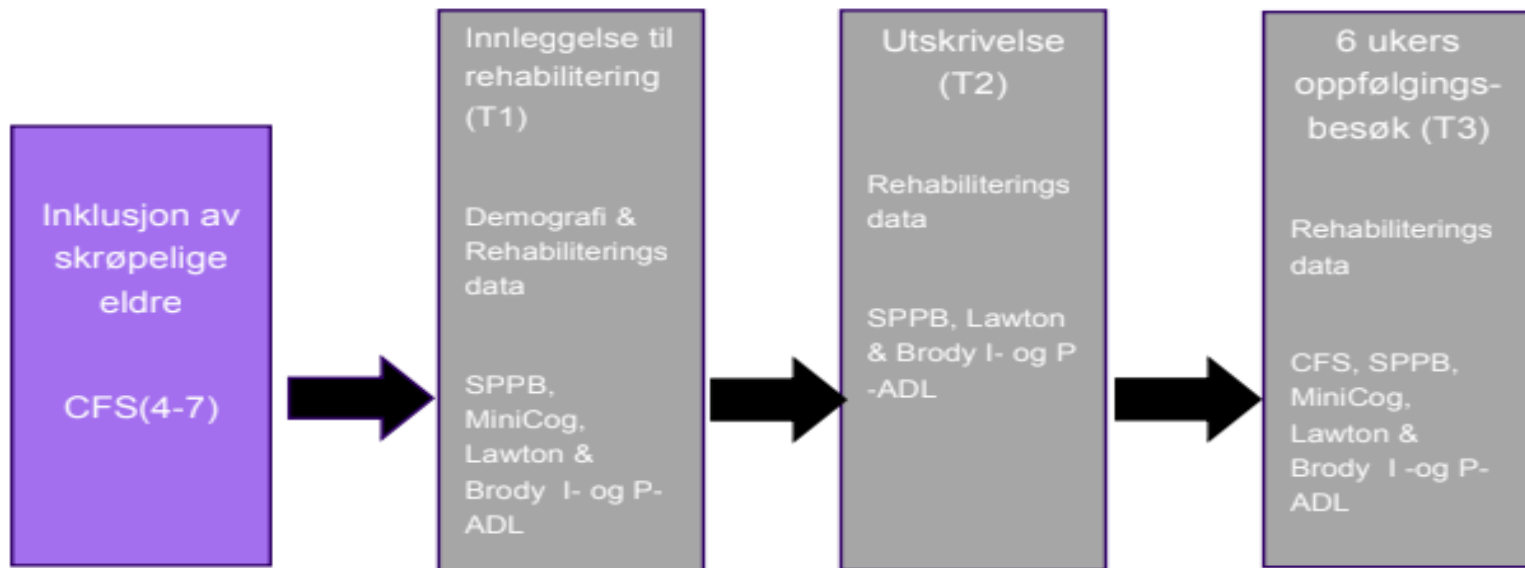 Inklusjon av
skrøpelige
eldre
CFS(4-7)
Innleggelse til
rehabilitering
(T1)
Demografi &
Rehabiliterings
data
SPPB,
MiniCog,
Lawton &
Brody  I- og P-
ADL
Utskrivelse
(T2)
Rehabiliterings
data
SPPB, Lawton
& Brody I- og P
-ADL
6 ukers
oppfølgings-
besøk (T3)
Rehabiliterings
data
CFS, SPPB,
MiniCog,
Lawton &
Brody  I -og P-
ADL